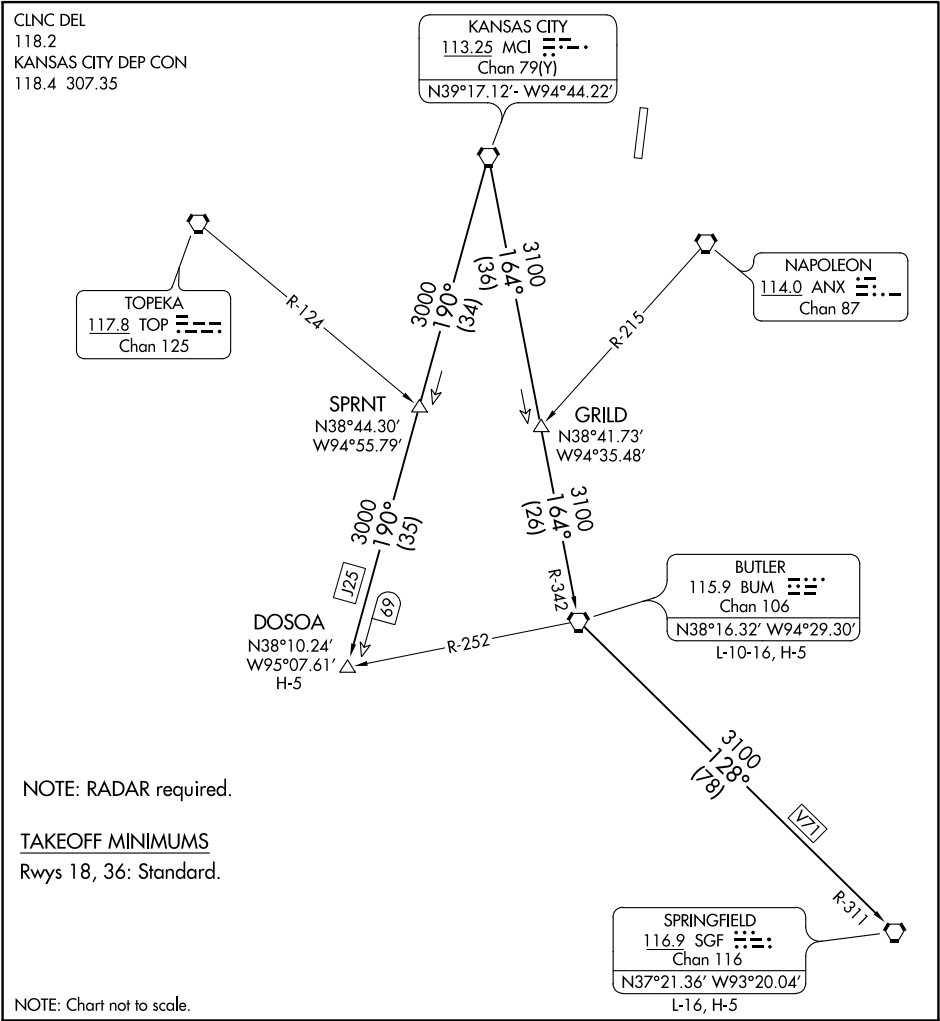 CLNC DEL
118.2
KANSAS CITY DEP CON
118.4 307.35
KANSAS CITY
113.25 MCI
Chan 79(Y)
N39°17.12'- W94°44.22'
TOPEKA
117.8 TOP
Chan 125
NAPOLEON
114.0 ANX
Chan 87
R-124
R-215
3000
190°
(34)
3100
164°
(36)
SPRNT
N38°44.30'
W94°55.79'
GRILD
N38°41.73'
W94°35.48'
3000
190°
(35)
3100
164°
(26)
J25
69
R-342
BUTLER
115.9 BUM
Chan 106
N38°16.32' W94°29.30'
L-10-16, H-5
DOSOA
N38°10.24'
W95°07.61'
H-5
R-252
3100
128°
(78)
V71
R-311
NOTE: RADAR required.
TAKEOFF MINIMUMS
Rwys 18, 36: Standard.
SPRINGFIELD
116.9 SGF
Chan 116
N37°21.36' W93°20.04'
L-16, H-5
NOTE: Chart not to scale.